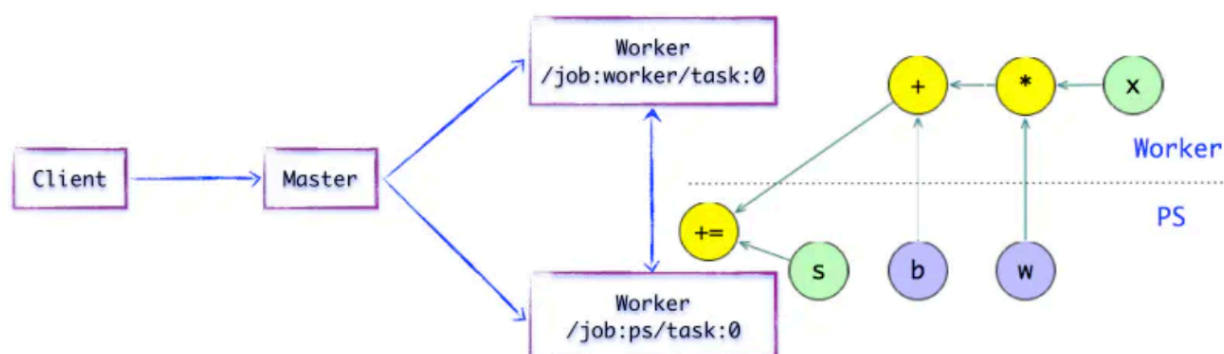 Client
Master
Worker
/job:worker/task:0
Worker
/job:ps/task:0
+
*
x
Worker
PS
+=
s
b
w